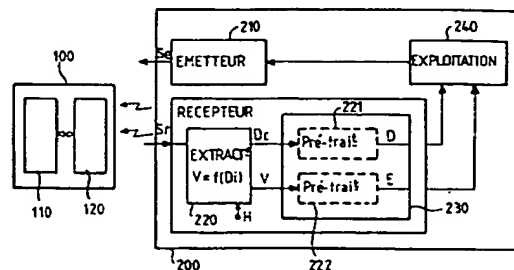 210
240
100
Se
EMETTEUR
EXPLOITATION
RECEPTEUR
221
Sr
Dc
Pré-trait
D
EXTRACT
V = f(Di)
V
Pré-trait
E
220
H
230
110
120
200
222